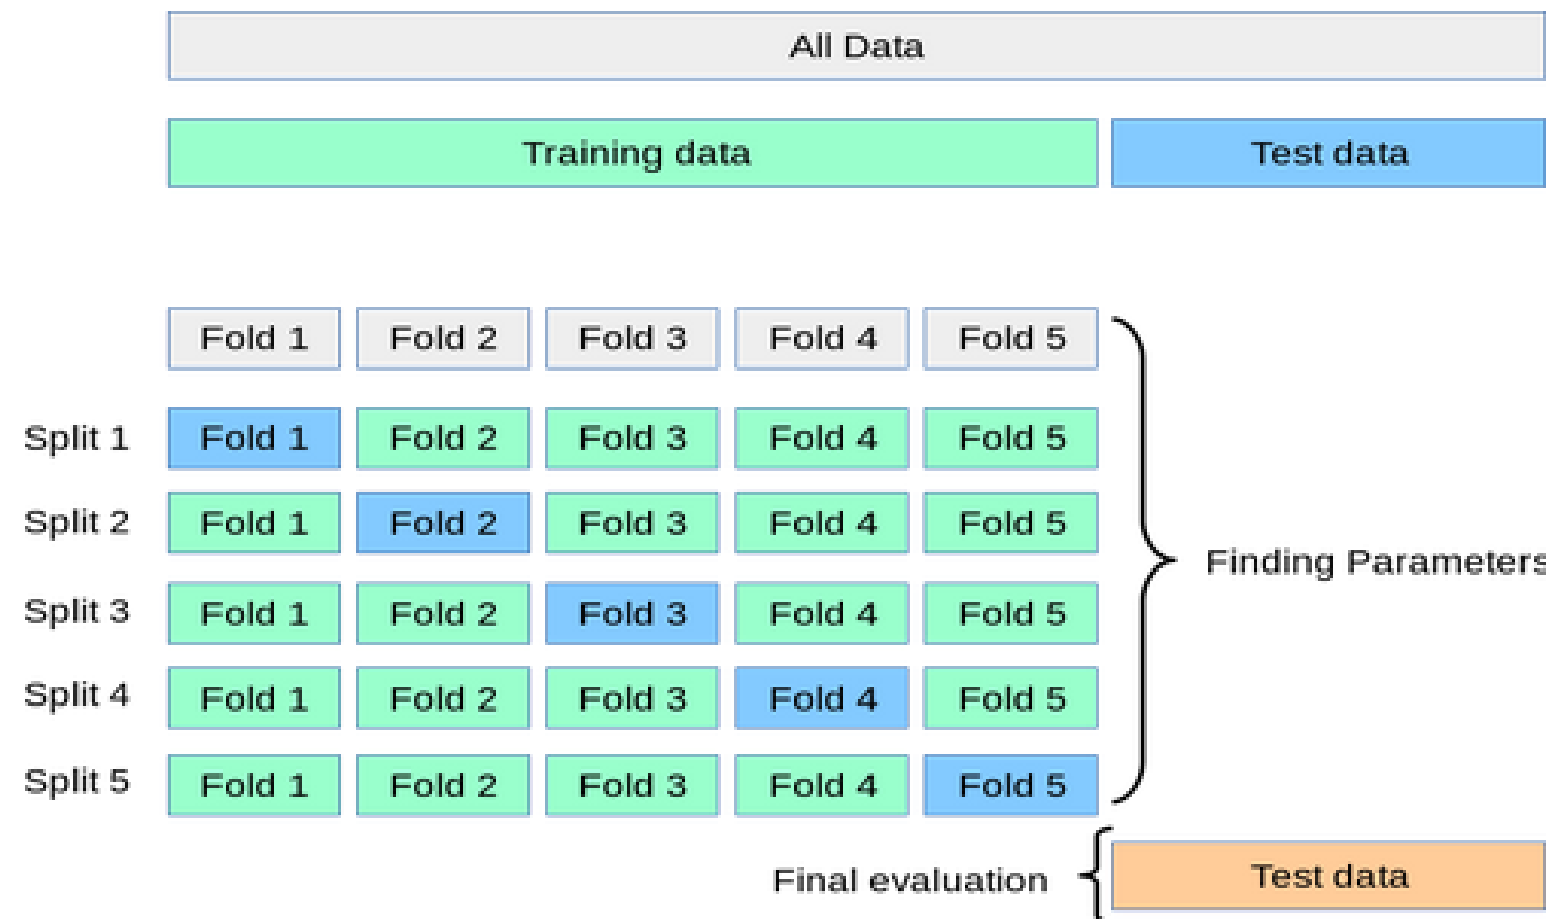 All Data
Training data Test data
Fold 1 Fold 2 Fold 3 Fold 4 Fold 5
Split 1 Fold 1 Fold 2 Fold 3 Fold 4 Fold 5
Split 2 Fold 1 Fold 2 Fold 3 Fold 4 Fold 5
Finding Parameters
Split 3 Fold 1 Fold 2 Fold 3 Fold 4 Fold 5
Split 4 Fold 1 Fold 2 Fold 3 Fold 4 Fold 5
Split 5 Fold 1 Fold 2 Fold 3 Fold 4 Fold 5
Final evaluation Test data